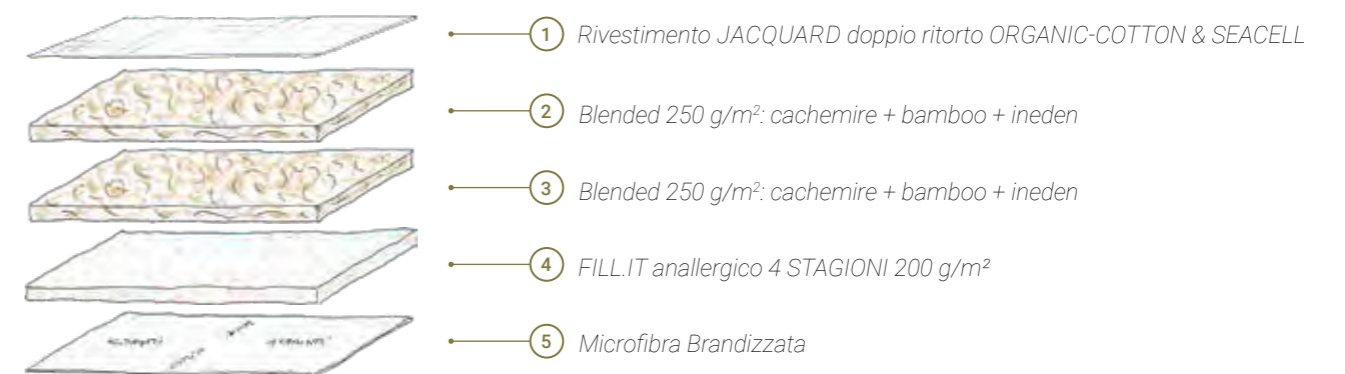 1 Rivestimento JACQUARD doppio ritorto ORGANIC-COTTON & SEACELL
2 Blended 250 g/m²: cachemire + bamboo + ineden
3 Blended 250 g/m²: cachemire + bamboo + ineden
4 FILL.IT anallergico 4 STAGIONI 200 g/m²
5 Microfibra Brandizzata